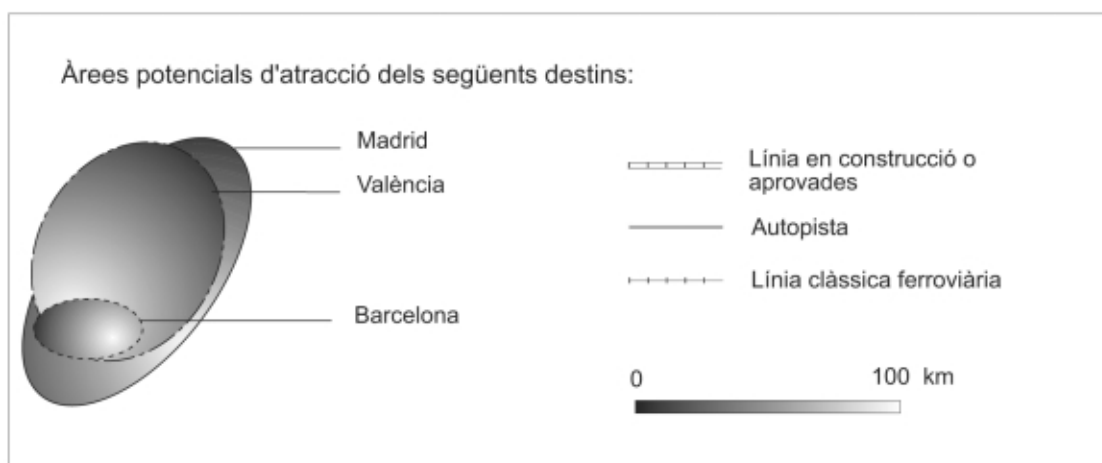 Àrees potencials d'atracció dels següents destins:
Madrid
València
Barcelona
Línia en construcció o
aprovades
Autopista
Línia clàssica ferroviària
0 100 km